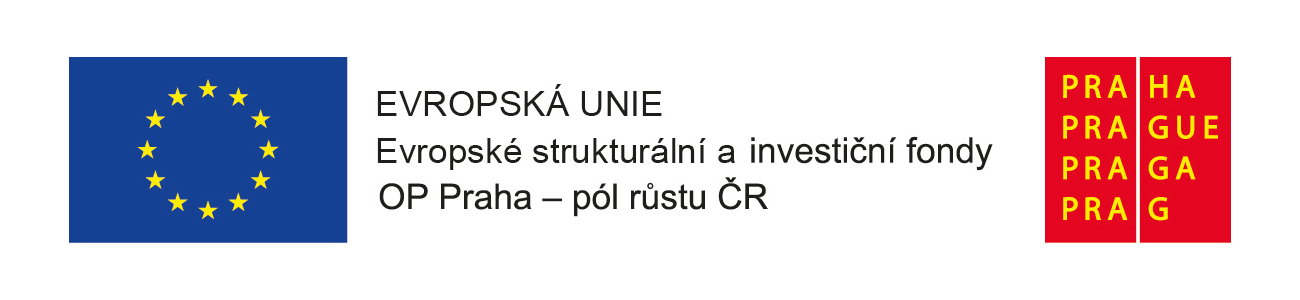 EVROPSKÁ UNIE
Evropské strukturální a investiční fondy
OP Praha – pól růstu ČR
PRA HA
PRA GUE
PRA GA
PRA G